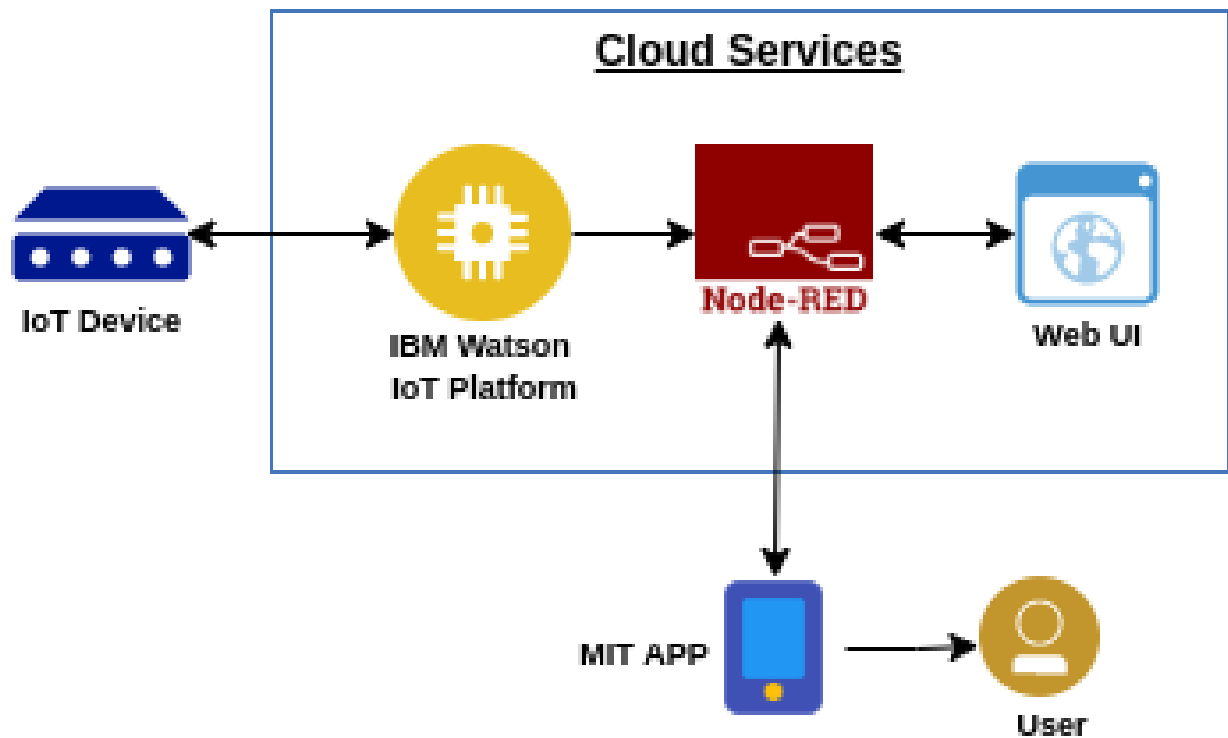 Cloud Services
IoT Device
IBM Watson
IoT Platform
Node-RED
Web UI
MIT APP
User